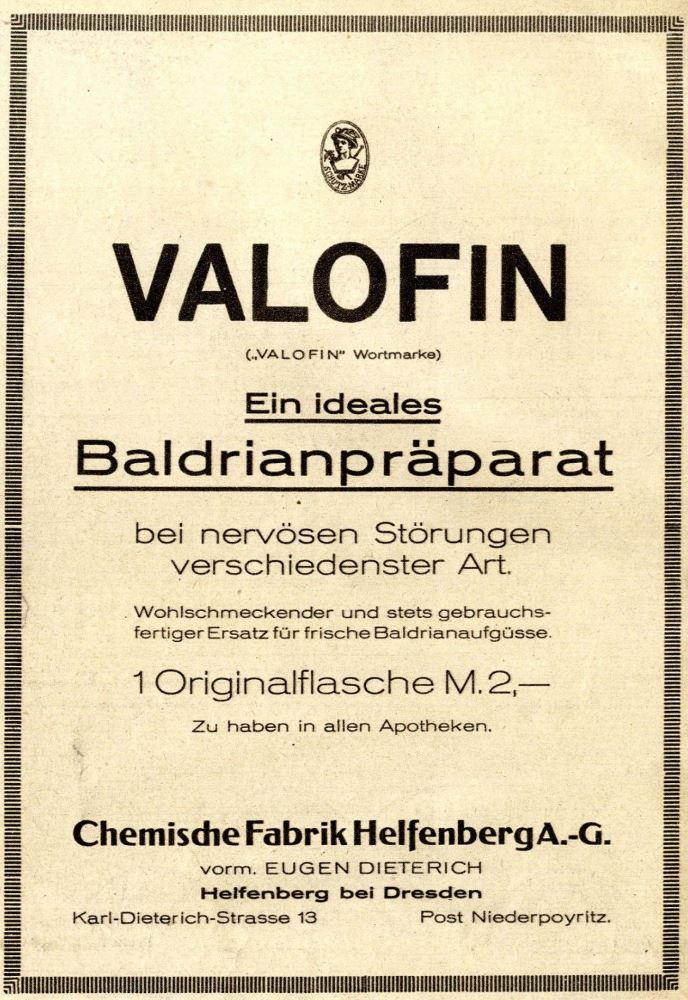 SCHUTZ-MARKE
VALOFIN
(„VALOFIN" Wortmarke)
Ein ideales
Baldrianpräparat
bei nervösen Störungen
verschiedenster Art.
Wohlschmeckender und stets gebrauchs-
fertiger Ersatz für frische Baldrianaufgüsse.
1 Originalflasche M. 2,—
Zu haben in allen Apotheken.
Chemische Fabrik Helfenberg A.-G.
vorm. EUGEN DIETERICH
Helfenberg bei Dresden
Karl-Dieterich-Strasse 13 Post Niederpoyritz.